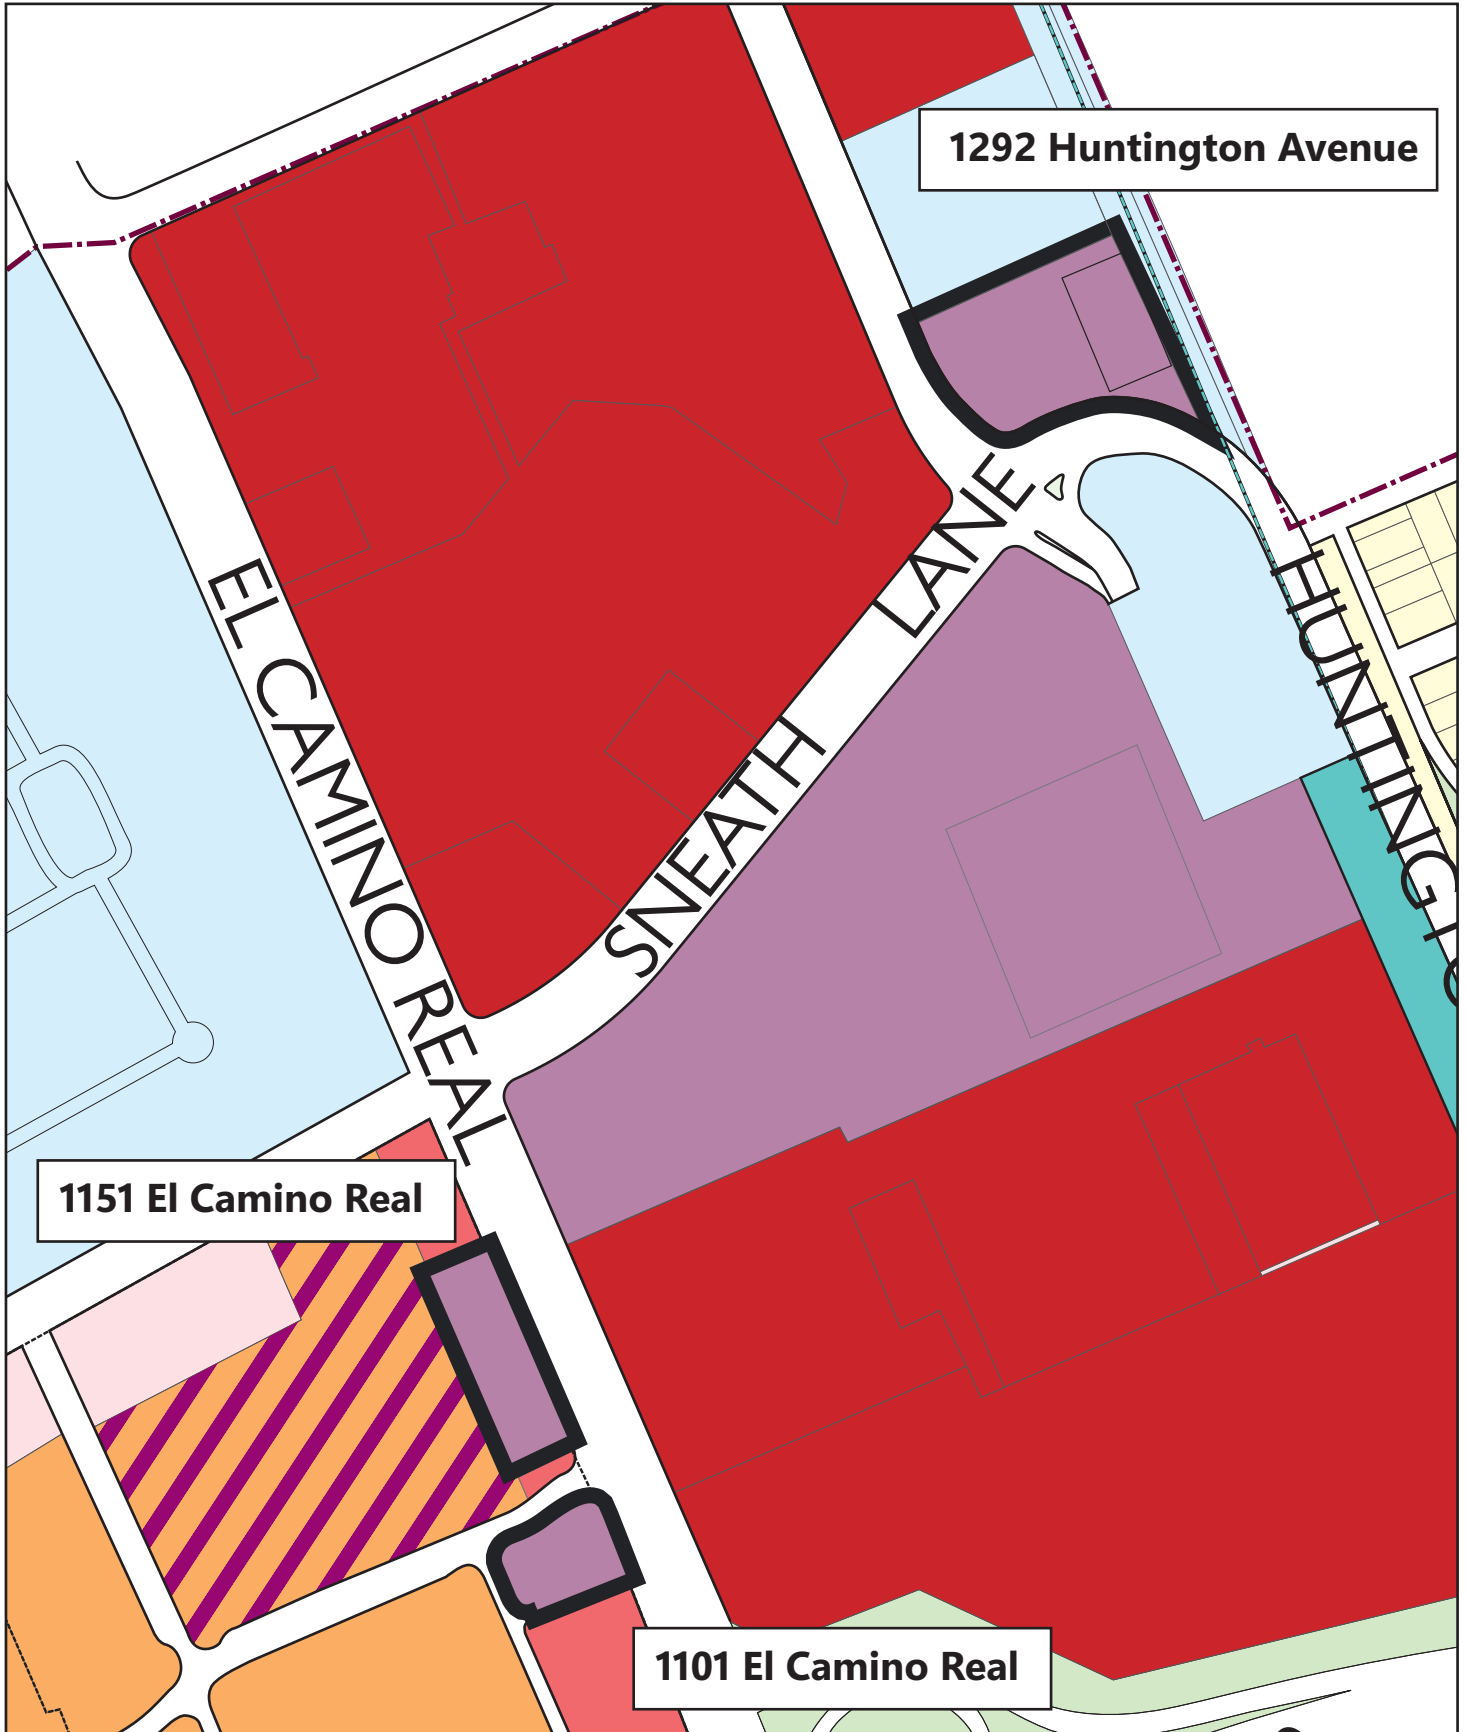 1292 Huntington Avenue
SNEATH LANE
EL CAMINO REAL
1151 El Camino Real
1101 El Camino Real